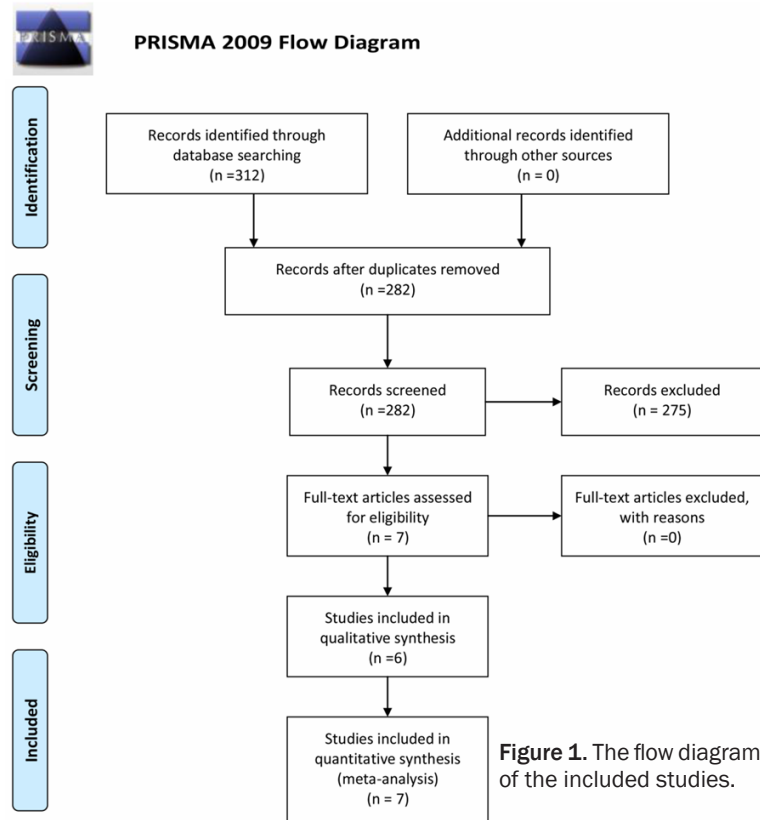 PRISMA
PRISMA 2009 Flow Diagram
Identification
Records identified through
database searching
(n =312)
Additional records identified
through other sources
(n = 0)
Records after duplicates removed
(n =282)
Screening
Records screened
(n =282)
Records excluded
(n = 275)
Eligibility
Full-text articles assessed
for eligibility
(n = 7)
Full-text articles excluded,
with reasons
(n =0)
Studies included in
qualitative synthesis
(n =6)
Included
Studies included in
quantitative synthesis
(meta-analysis)
(n = 7)
Figure 1. The flow diagram
of the included studies.